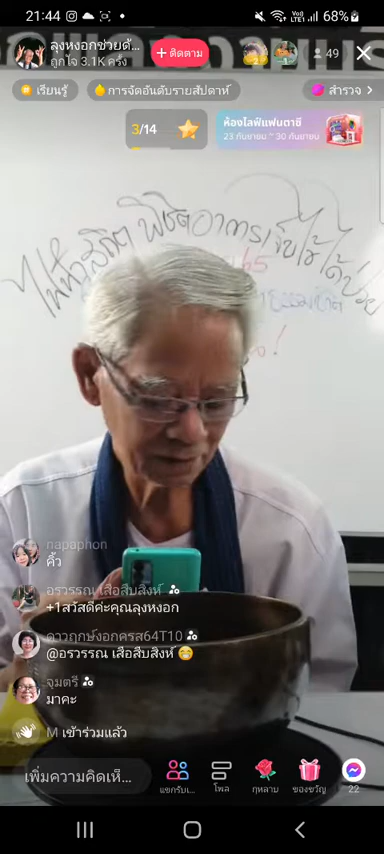 21:44
68%
ลุงหงอกช่วยด้...
ถูกใจ 3.1K ครั้ง
+ ติดตาม
49
เรียนรู้
การจัดอันดับรายสัปดาห์
สำรวจ
3/14
ห้องไลฟ์แฟนตาซี
23 กันยายน ~ 30 กันยายน
พิชิตอาการเจ็บไข้ได้ป่วย
napaphon
คิ้ว
อรวรรณ เสือสืบสิงห์
+1สวัสดีค่ะคุณลุงหงอก
ดาวฤกษ์งอกครส64T10
@อรวรรณ เสือสืบสิงห์ 😁
จุมตรี
มาคะ
M เข้าร่วมแล้ว
เพิ่มความคิดเห็...
แขกรับเ...
โพล
กุหลาบ
ของขวัญ
22